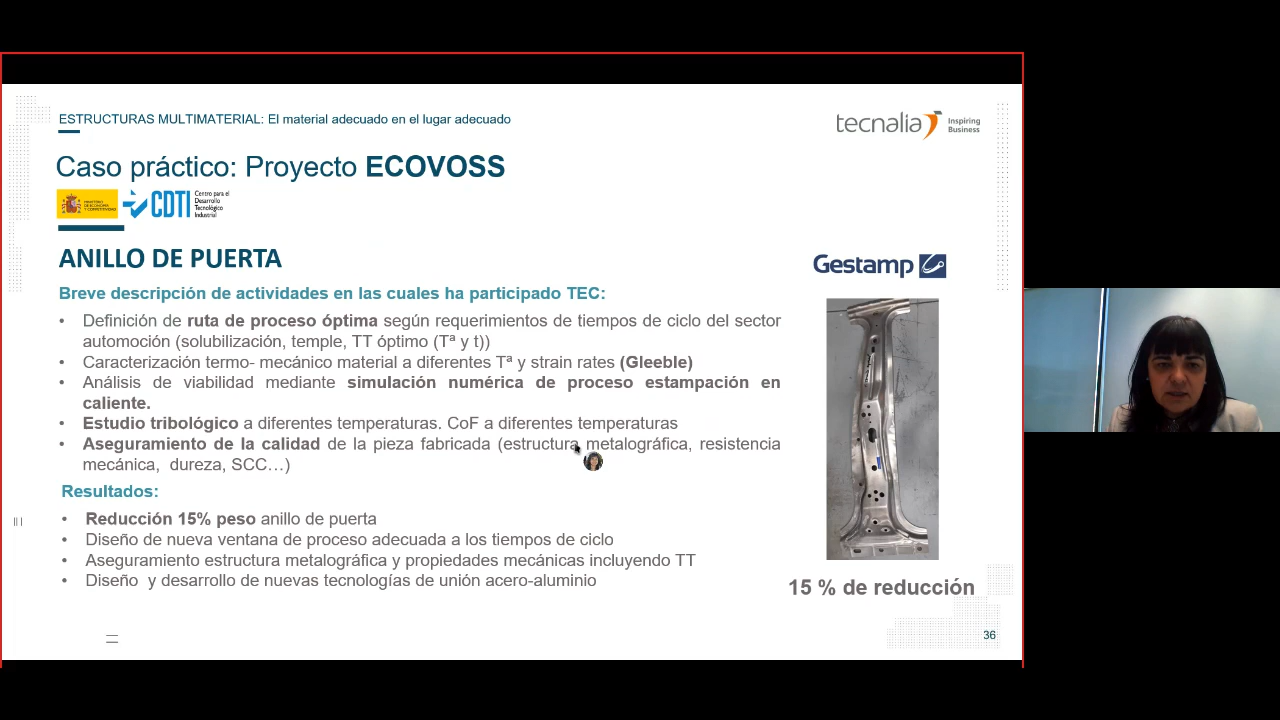 ESTRUCTURAS MULTIMATERIAL: El material adecuado en el lugar adecuado
tecnalia Inspiring Business
Caso práctico: Proyecto ECOVOSS
MINISTERIO DE ECONOMÍA Y COMPETITIVIDAD
CDTI Centro para el Desarrollo Tecnológico Industrial
ANILLO DE PUERTA
Gestamp
Breve descripción de actividades en las cuales ha participado TEC:
• Definición de ruta de proceso óptima según requerimientos de tiempos de ciclo del sector
automoción (solubilización, temple, TT óptimo (Tª y t))
• Caracterización termo- mecánico material a diferentes Tª y strain rates (Gleeble)
• Análisis de viabilidad mediante simulación numérica de proceso estampación en
caliente.
• Estudio tribológico a diferentes temperaturas. CoF a diferentes temperaturas
• Aseguramiento de la calidad de la pieza fabricada (estructura metalográfica, resistencia
mecánica, dureza, SCC…)
Resultados:
• Reducción 15% peso anillo de puerta
• Diseño de nueva ventana de proceso adecuada a los tiempos de ciclo
• Aseguramiento estructura metalográfica y propiedades mecánicas incluyendo TT
• Diseño y desarrollo de nuevas tecnologías de unión acero-aluminio
15 % de reducción
36